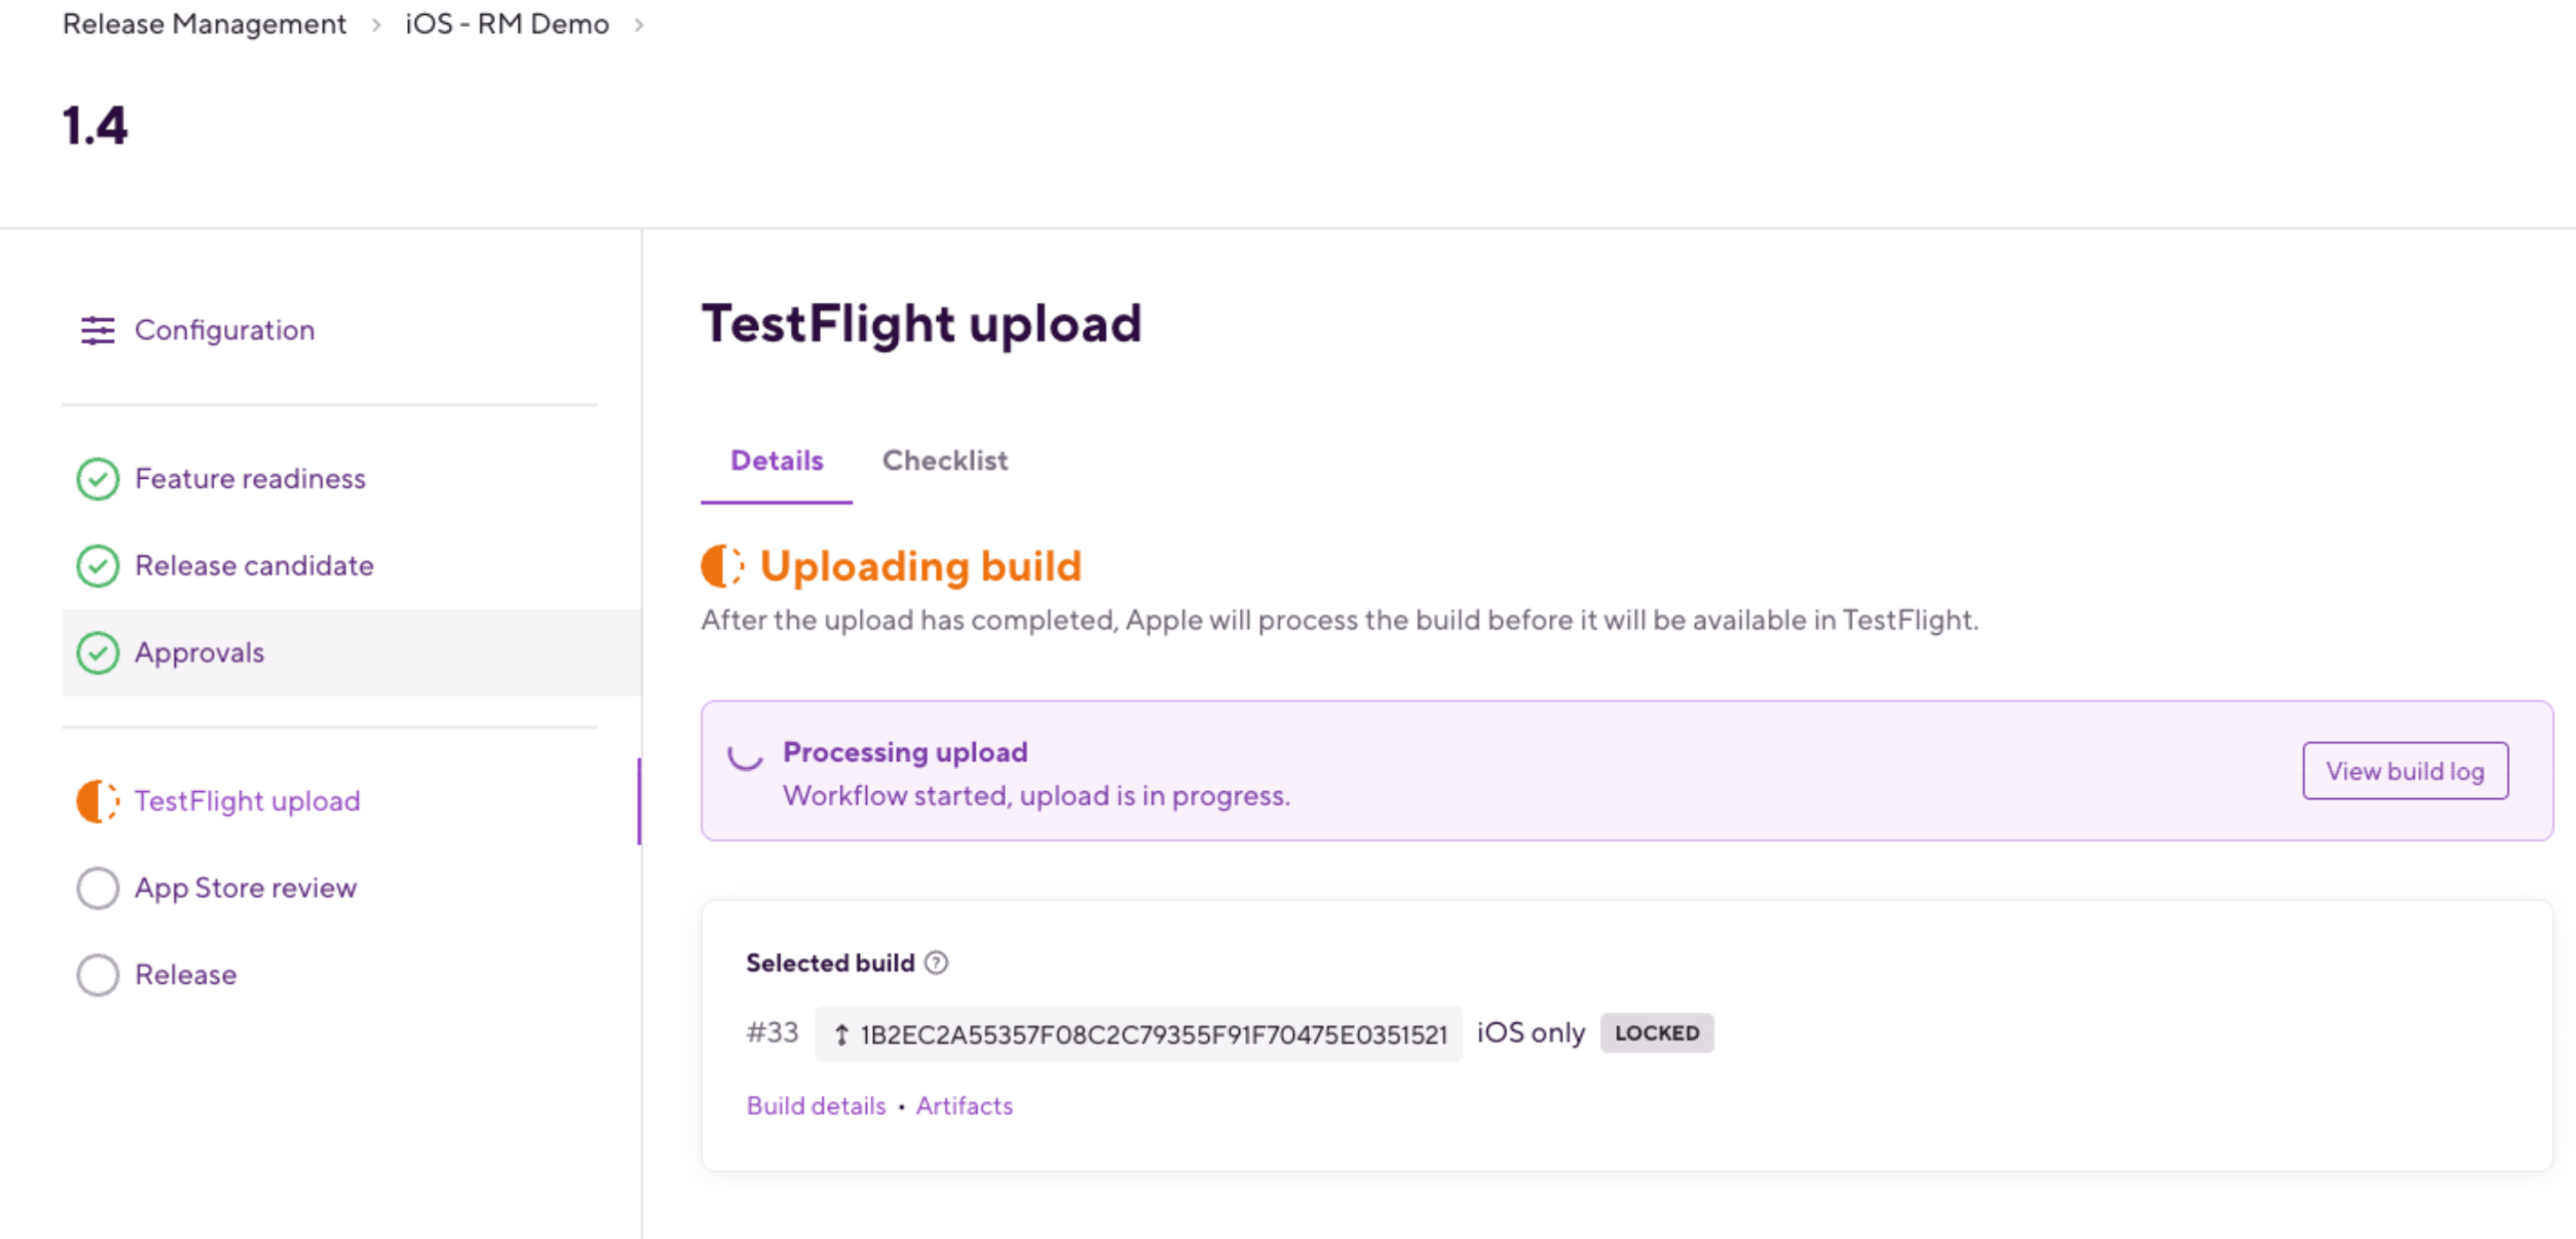 Release Management > iOS - RM Demo >
1.4
Configuration
Feature readiness
Release candidate
Approvals
TestFlight upload
App Store review
Release
TestFlight upload
Details Checklist
Uploading build
After the upload has completed, Apple will process the build before it will be available in TestFlight.
Processing upload
Workflow started, upload is in progress.
View build log
Selected build ?
#33 1B2EC2A55357F08C2C79355F91F70475E0351521 iOS only LOCKED
Build details • Artifacts